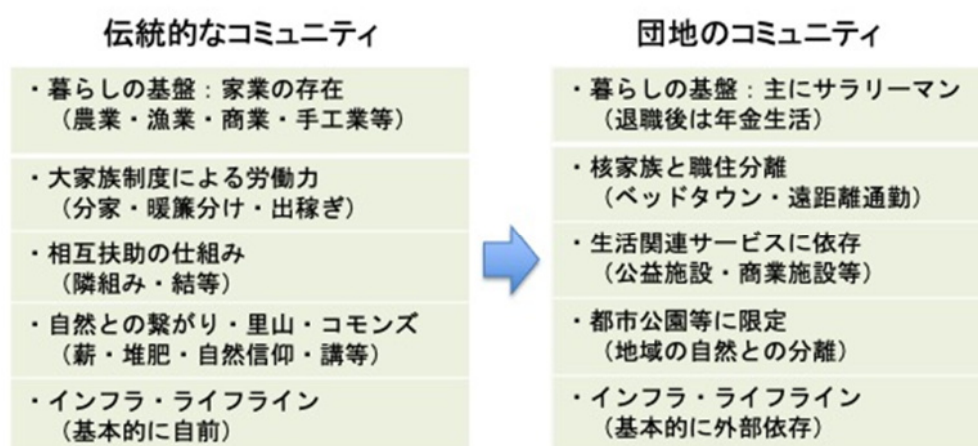 伝統的なコミュニティ
・暮らしの基盤：家業の存在
（農業・漁業・商業・手工業等）
・大家族制度による労働力
（分家・暖簾分け・出稼ぎ）
・相互扶助の仕組み
（隣組み・結等）
・自然との繋がり・里山・コモンズ
（薪・堆肥・自然信仰・講等）
・インフラ・ライフライン
（基本的に自前）
団地のコミュニティ
・暮らしの基盤：主にサラリーマン
（退職後は年金生活）
・核家族と職住分離
（ベッドタウン・遠距離通勤）
・生活関連サービスに依存
（公益施設・商業施設等）
・都市公園等に限定
（地域の自然との分離）
・インフラ・ライフライン
（基本的に外部依存）